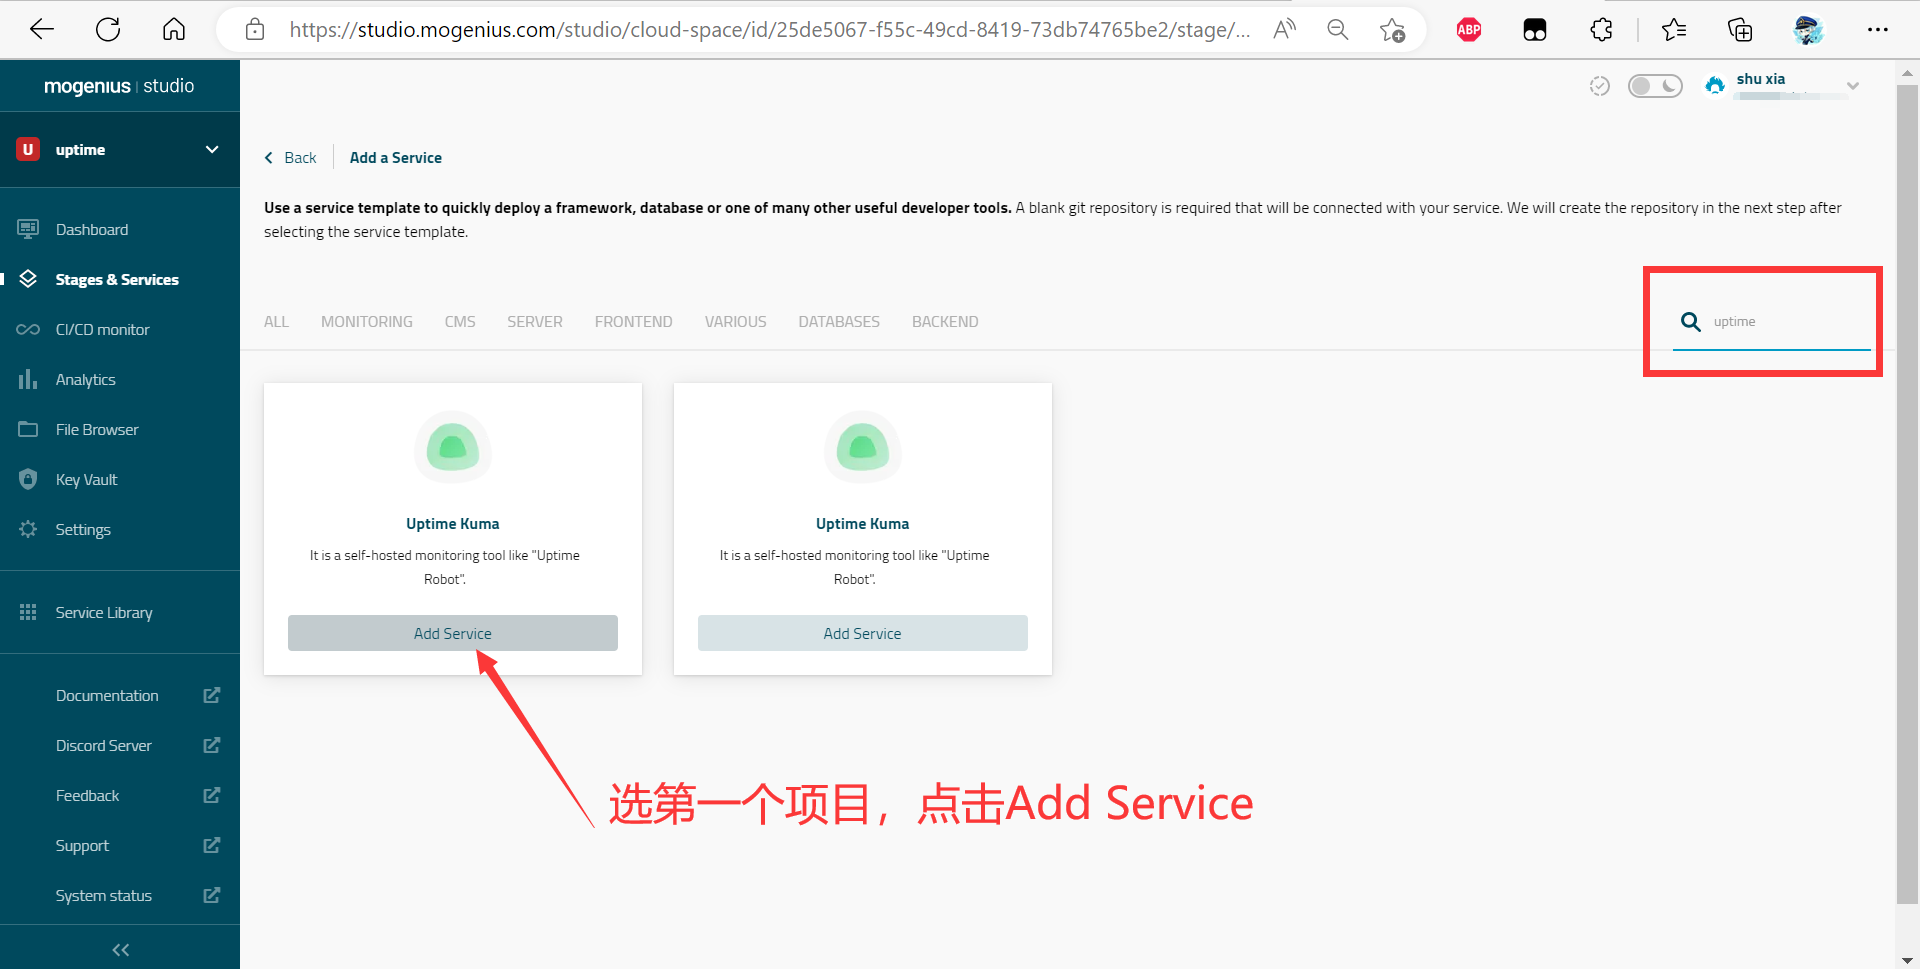 https://studio.mogenius.com/studio/cloud-space/id/25de5067-f55c-49cd-8419-73db74765be2/stage/...
ABP
mogenius | studio
shu xia
U uptime
Back
Add a Service
Use a service template to quickly deploy a framework, database or one of many other useful developer tools. A blank git repository is required that will be connected with your service. We will create the repository in the next step after
selecting the service template.
Dashboard
Stages & Services
CI/CD monitor
Analytics
File Browser
Key Vault
Settings
Service Library
Documentation
Discord Server
Feedback
Support
System status
ALL MONITORING CMS SERVER FRONTEND VARIOUS DATABASES BACKEND
uptime
Uptime Kuma
It is a self-hosted monitoring tool like "Uptime
Robot".
Add Service
Uptime Kuma
It is a self-hosted monitoring tool like "Uptime
Robot".
Add Service
选第一个项目，点击Add Service